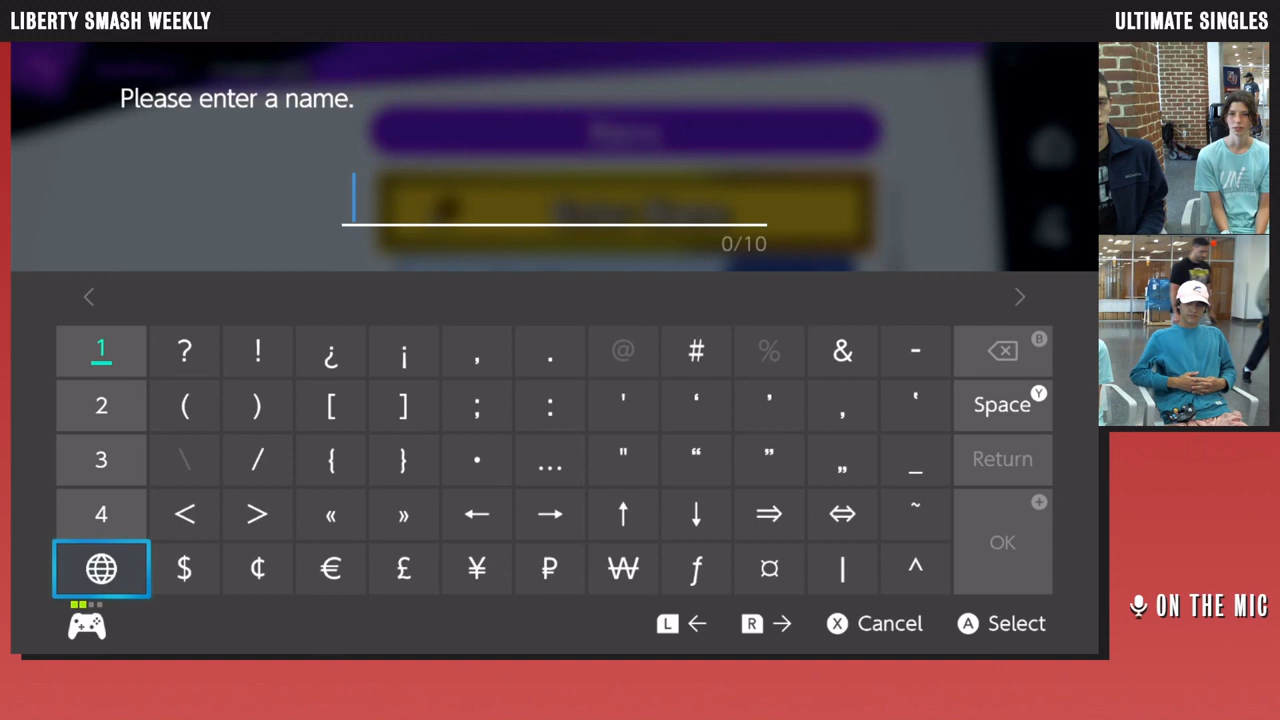 LIBERTY SMASH WEEKLY
ULTIMATE SINGLES
Please enter a name.
0/10
1 ? ! ¿ ¡ , . @ # % & - B
2 ( ) [ ] ; : ' ‘ ’ ‚ ‛ Space Y
3 \ / { } • … " “ ” „ _ Return
4 < > « » ← → ↑ ↓ ⇒ ⇔ ~ +
$ ¢ € £ ¥ ₽ ₩ ƒ ¤ | ^ OK
L ← R → X Cancel A Select
ON THE MIC